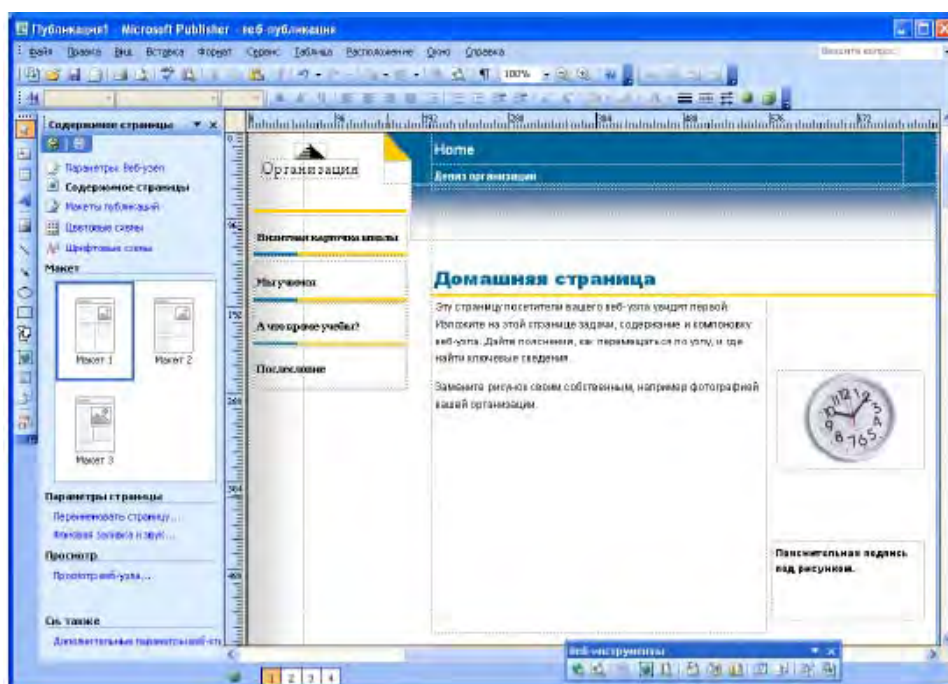 Публикация1 - Microsoft Publisher - веб-публикация
Файл Правка Вид Вставка Формат Сервис Таблица Расположение Окно Справка
Введите вопрос
100%
Содержимое страницы
Параметры Веб-узла
Содержимое страницы
Макеты публикаций
Цветовые схемы
Шрифтовые схемы
Макет
Макет 1 Макет 2
Макет 3
Параметры страницы
Переименовать страницу...
Фоновая заливка и звук...
Просмотр
Просмотр веб-узла...
См. также
Дополнительные параметры
Организация
Визитная карточка школы
Мы учимся
А что кроме учебы?
Послесловие
Home
Девиз организации
Домашняя страница
Эту страницу посетители вашего веб-узла увидят первой.
Изложите на этой странице задачи, содержание и компоновку
веб-узла. Дайте пояснения, как перемещаться по узлу, и где
найти ключевые сведения.
Замените рисунок своим собственным, например фотографией
вашей организации.
Пояснительная подпись
под рисунком.
Веб-инструменты
1 2 3 4